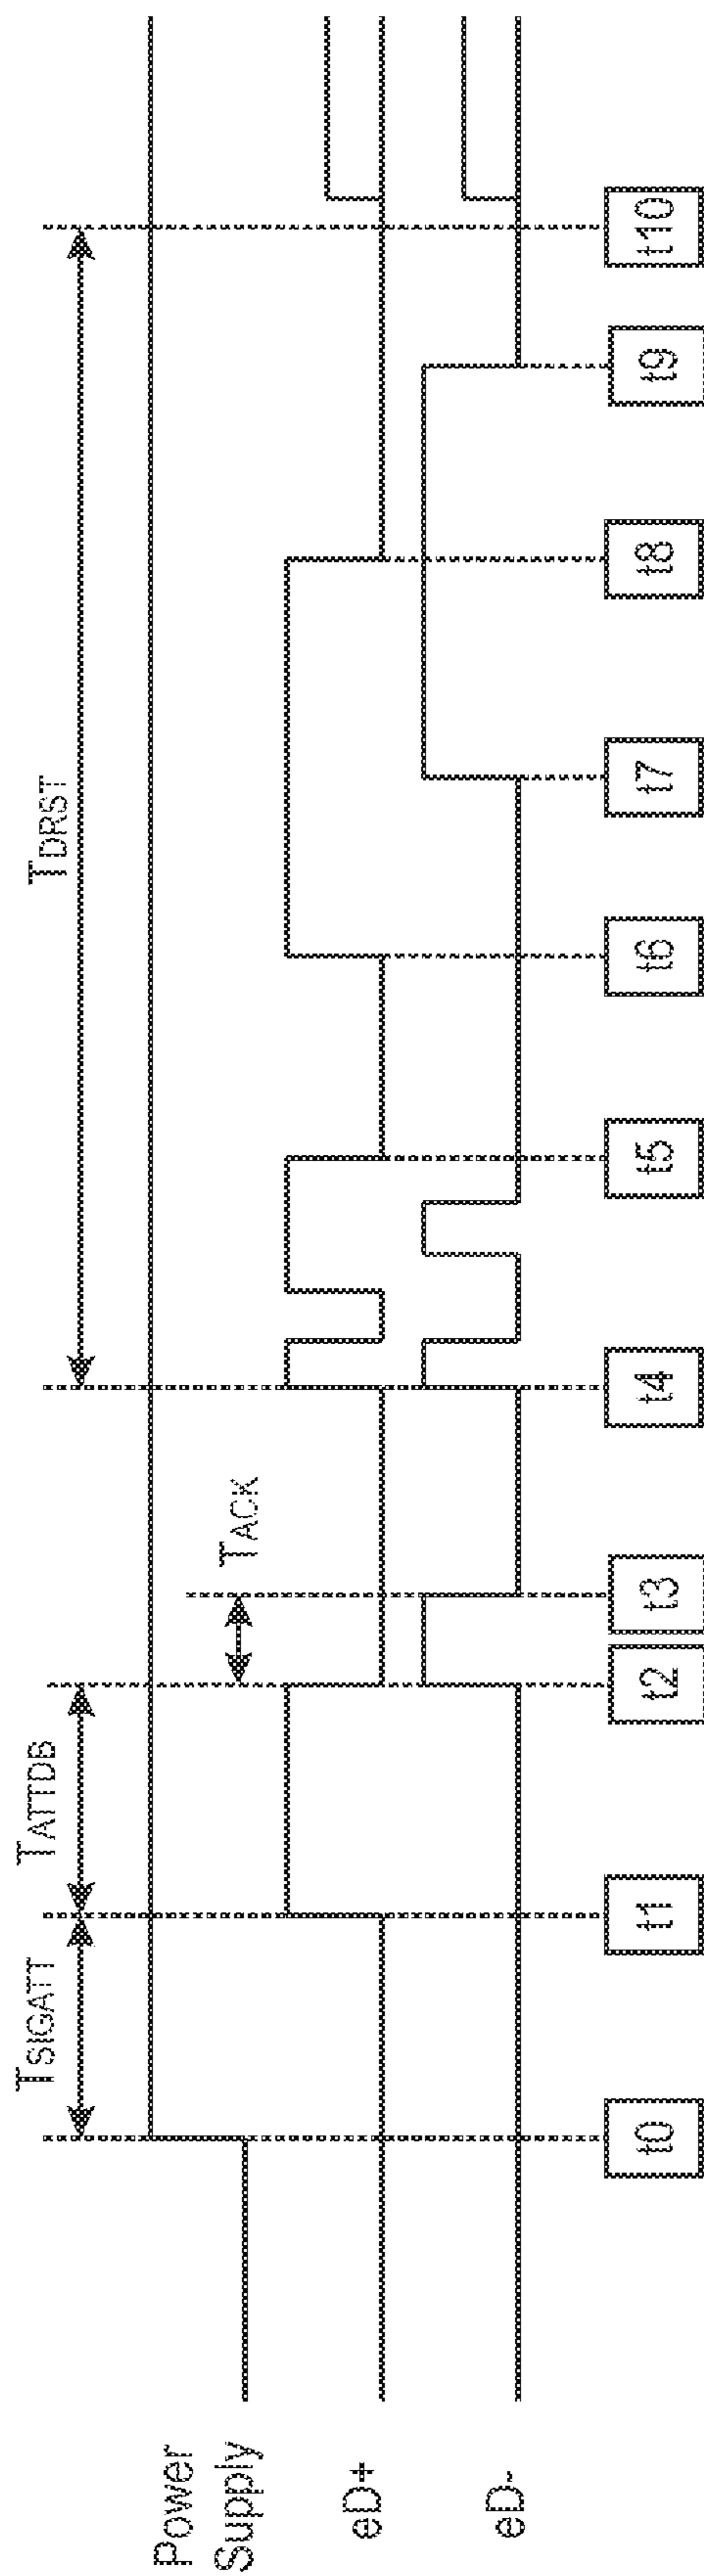 TSIGATT
TATTDB
TACK
TDRST
Power
Supply
eD+
eD-
t0
t1
t2
t3
t4
t5
t6
t7
t8
t9
t10